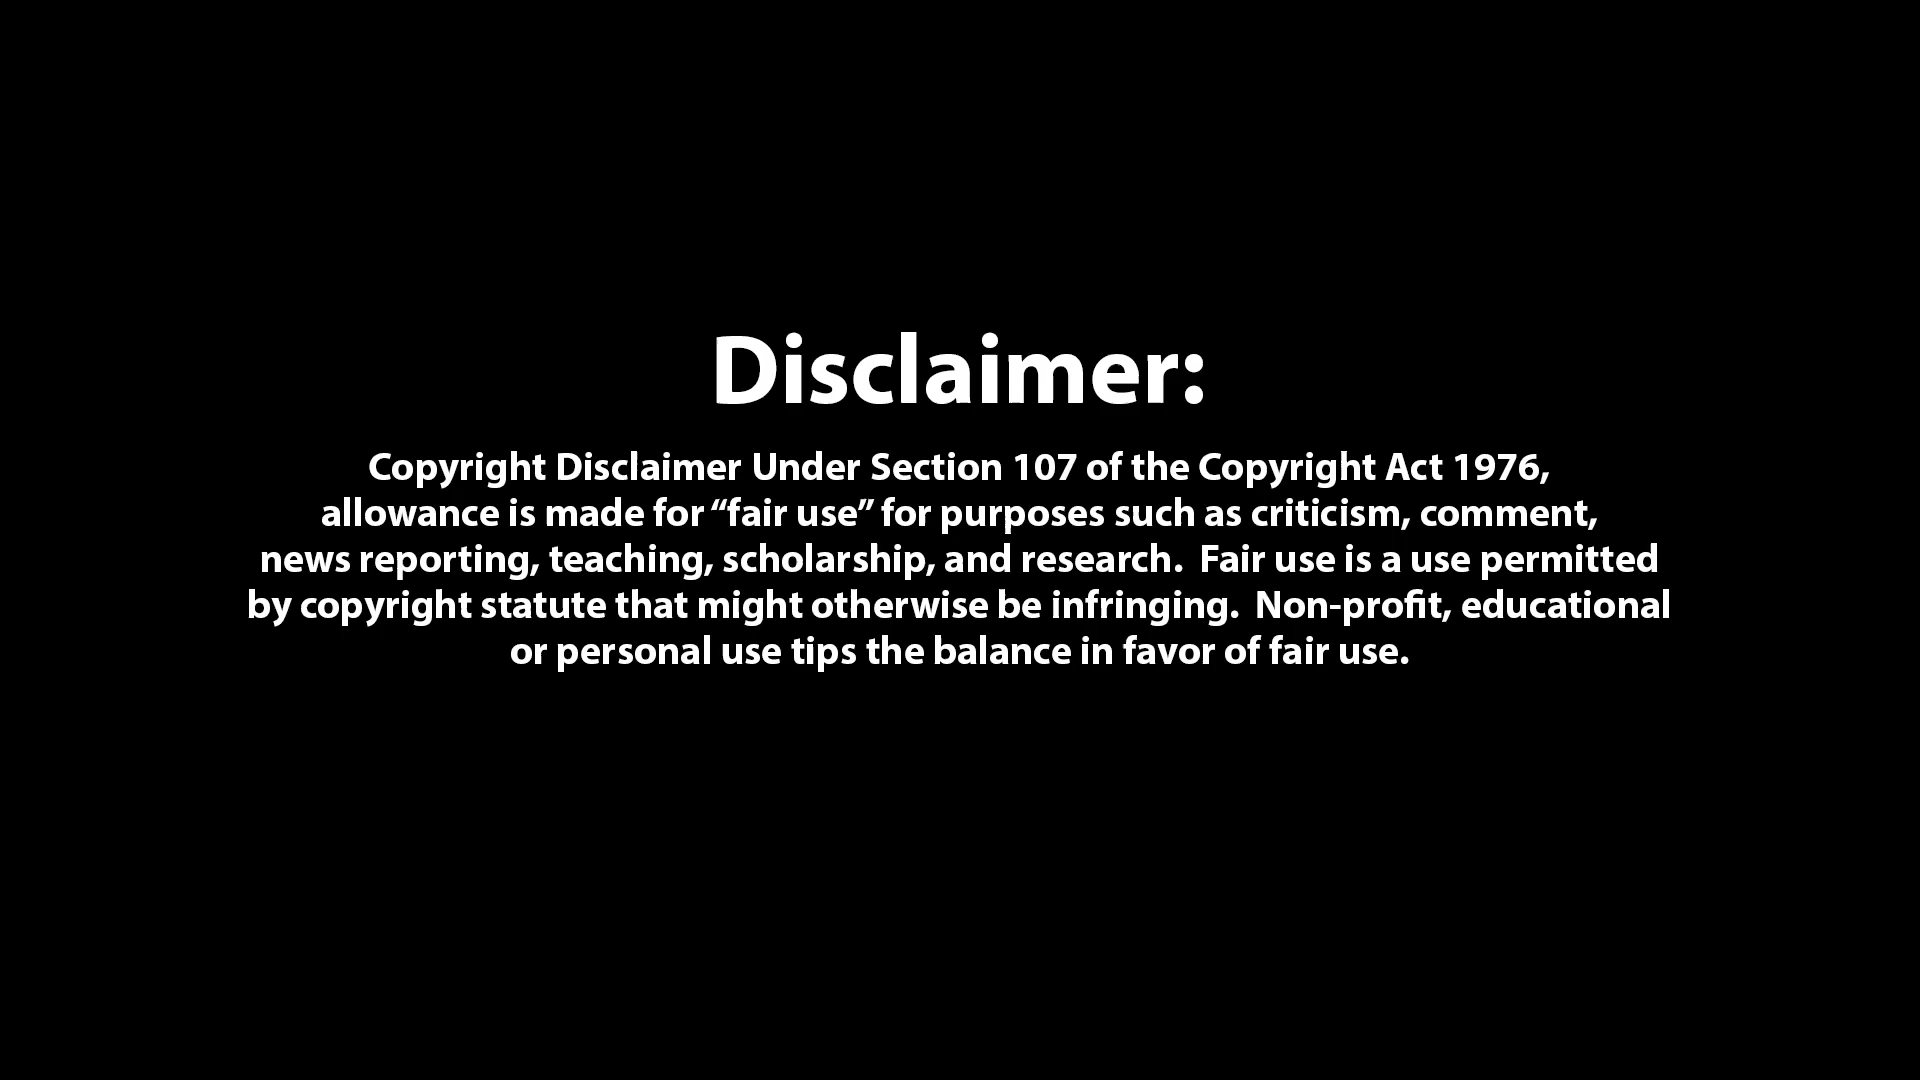 Disclaimer:
Copyright Disclaimer Under Section 107 of the Copyright Act 1976,
allowance is made for “fair use” for purposes such as criticism, comment,
news reporting, teaching, scholarship, and research.  Fair use is a use permitted
by copyright statute that might otherwise be infringing.  Non-profit, educational
or personal use tips the balance in favor of fair use.